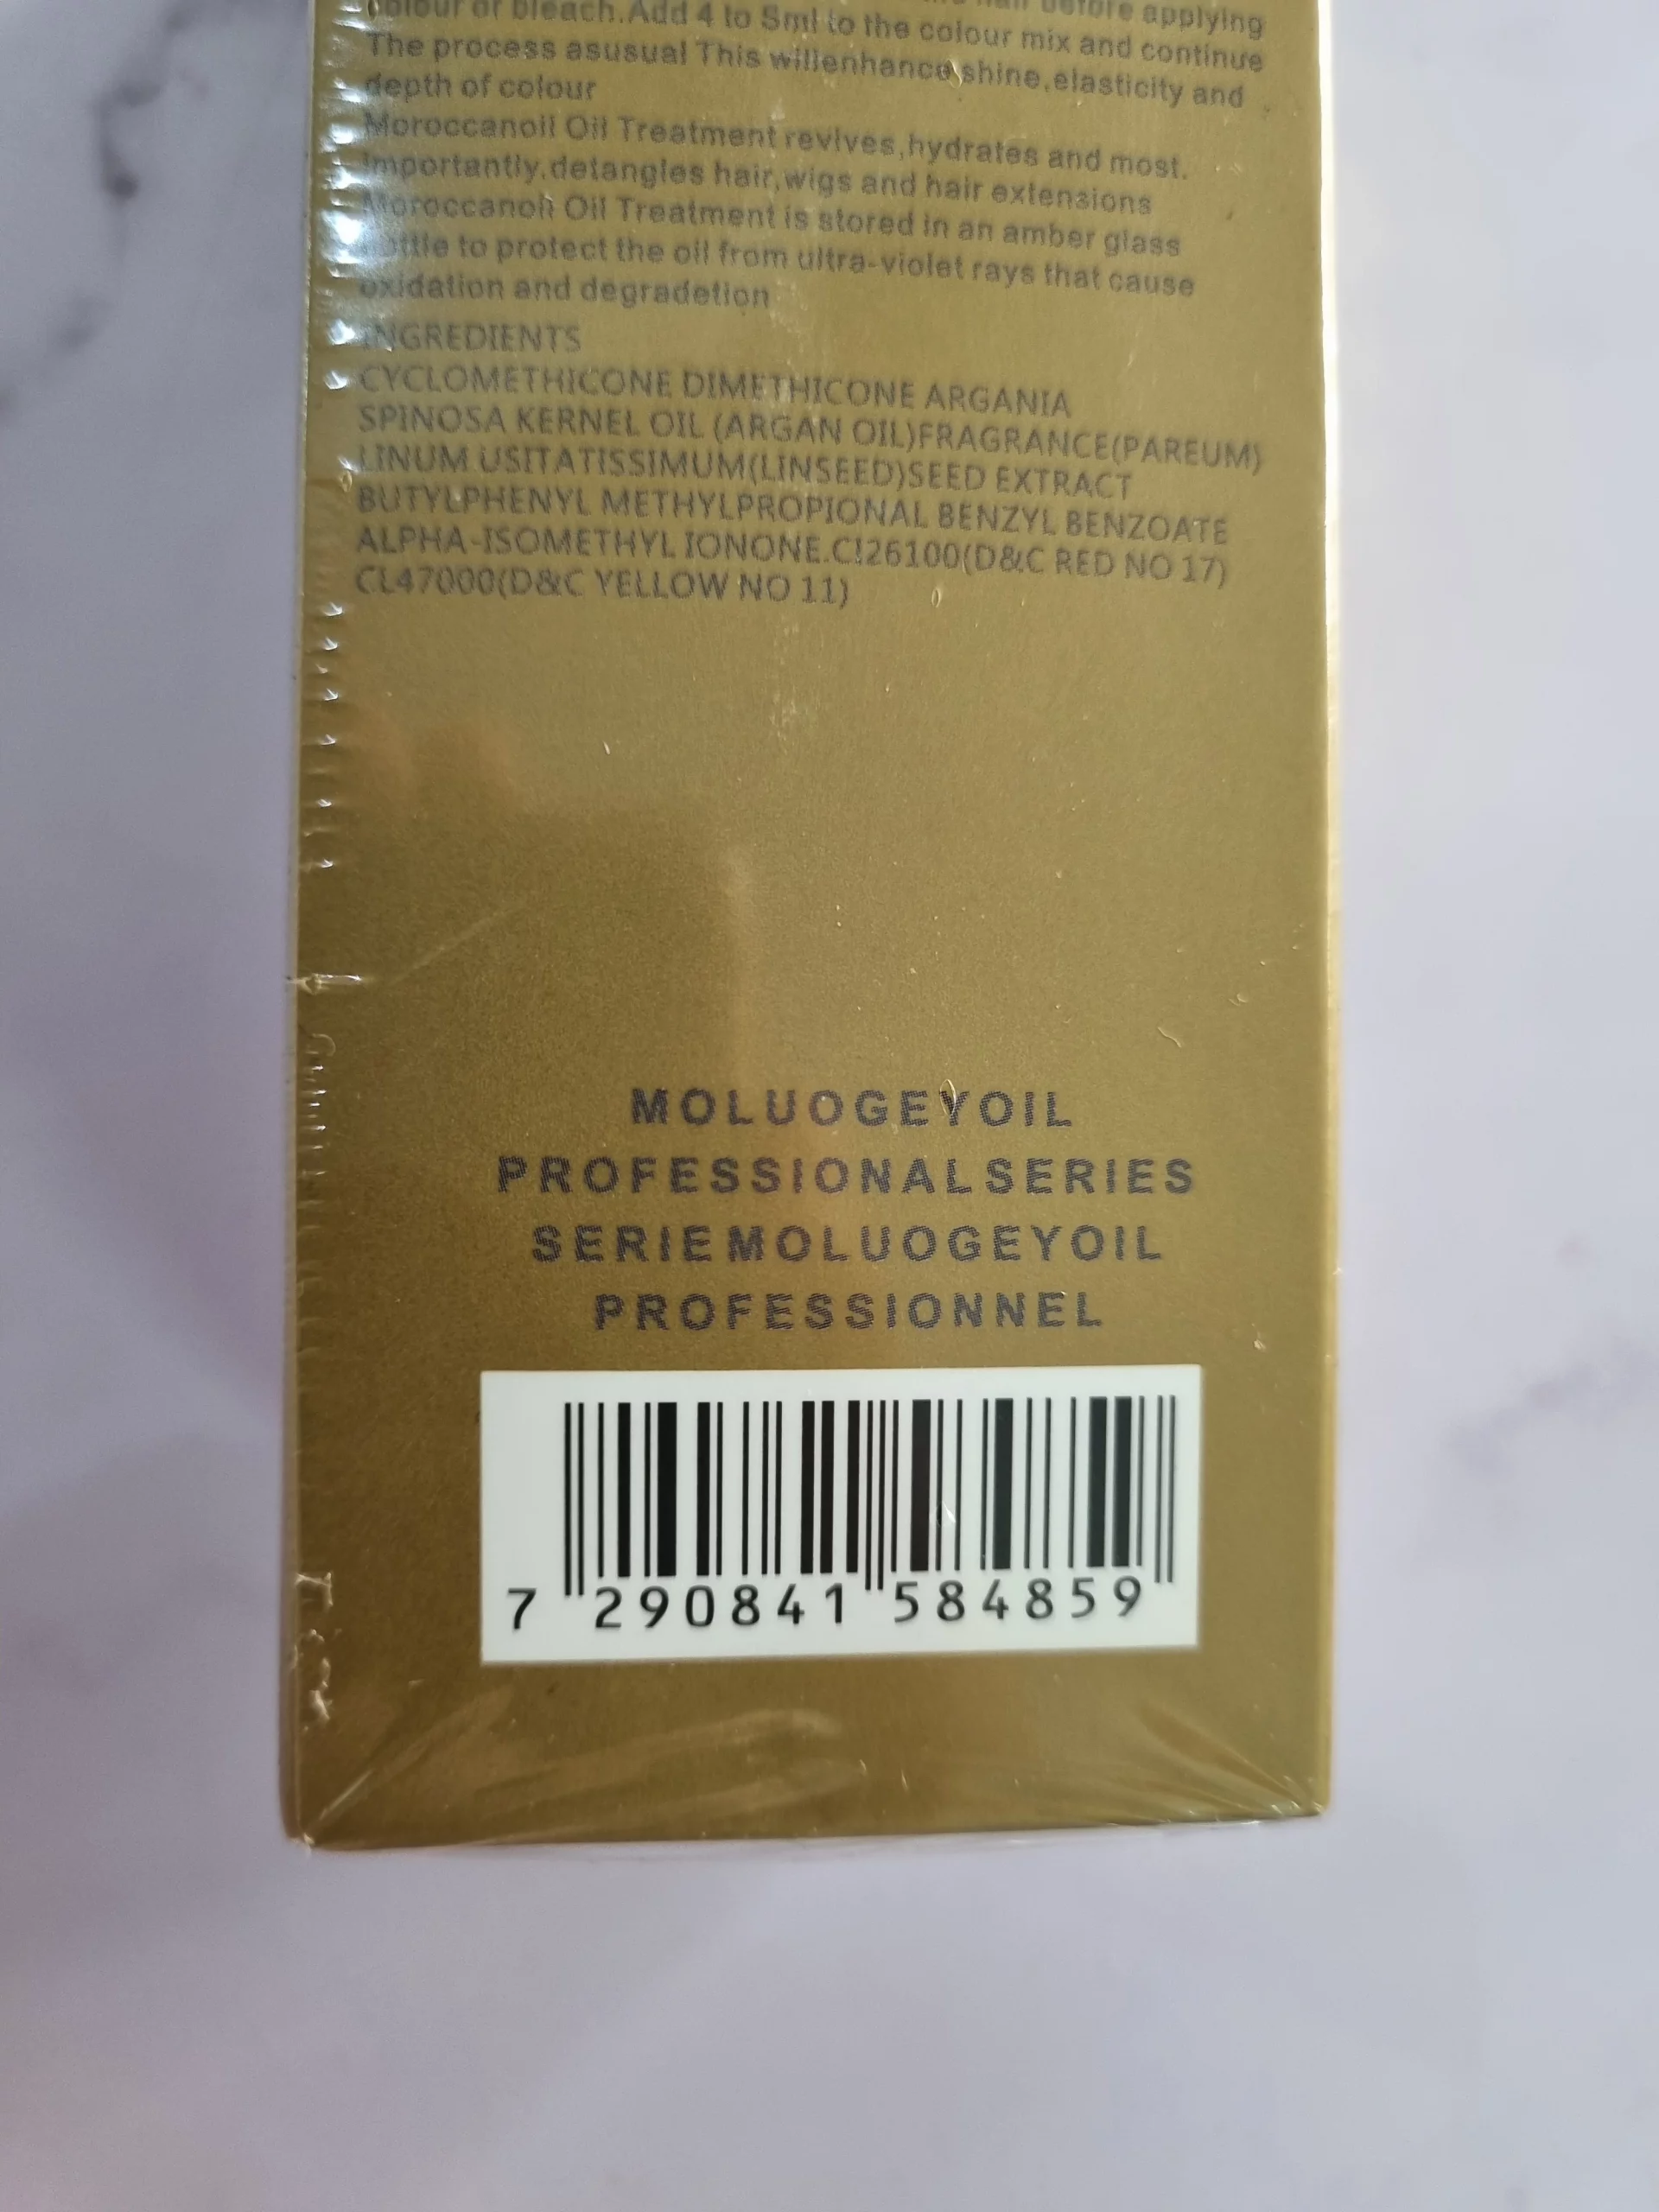 before applying
colour or bleach.Add 4 to 5ml to the colour mix and continue
The process asusual This willenhance shine,elasticity and
depth of colour
Moroccanoil Oil Treatment revives,hydrates and most.
importantly,detangles hair,wigs and hair extensions
Moroccanoil Oil Treatment is stored in an amber glass
bottle to protect the oil from ultra-violet rays that cause
oxidation and degradetion
INGREDIENTS
CYCLOMETHICONE DIMETHICONE ARGANIA
SPINOSA KERNEL OIL (ARGAN OIL)FRAGRANCE(PAREUM)
LINUM USITATISSIMUM(LINSEED)SEED EXTRACT
BUTYLPHENYL METHYLPROPIONAL BENZYL BENZOATE
ALPHA-ISOMETHYL IONONE.C!26100(D&C RED NO 17)
CL47000(D&C YELLOW NO 11)
MOLUOGEYOIL
PROFESSIONALSERIES
SERIEMOLUOGEYOIL
PROFESSIONNEL
7 290841 584859